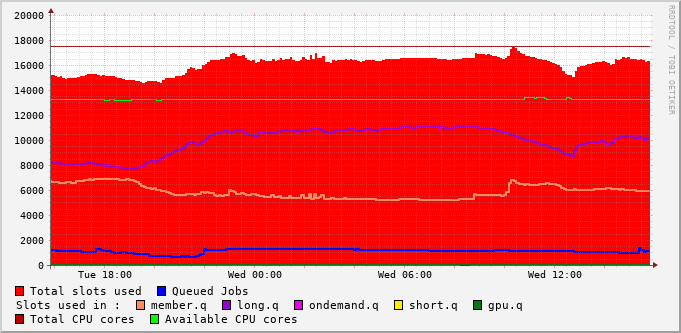 20000
18000
16000
14000
12000
10000
8000
6000
4000
2000
0
Tue 18:00 Wed 00:00 Wed 06:00 Wed 12:00
Total slots used Queued Jobs
Slots used in : member.q long.q ondemand.q short.q gpu.q
Total CPU cores Available CPU cores
RRDTOOL / TOBI OETIKER